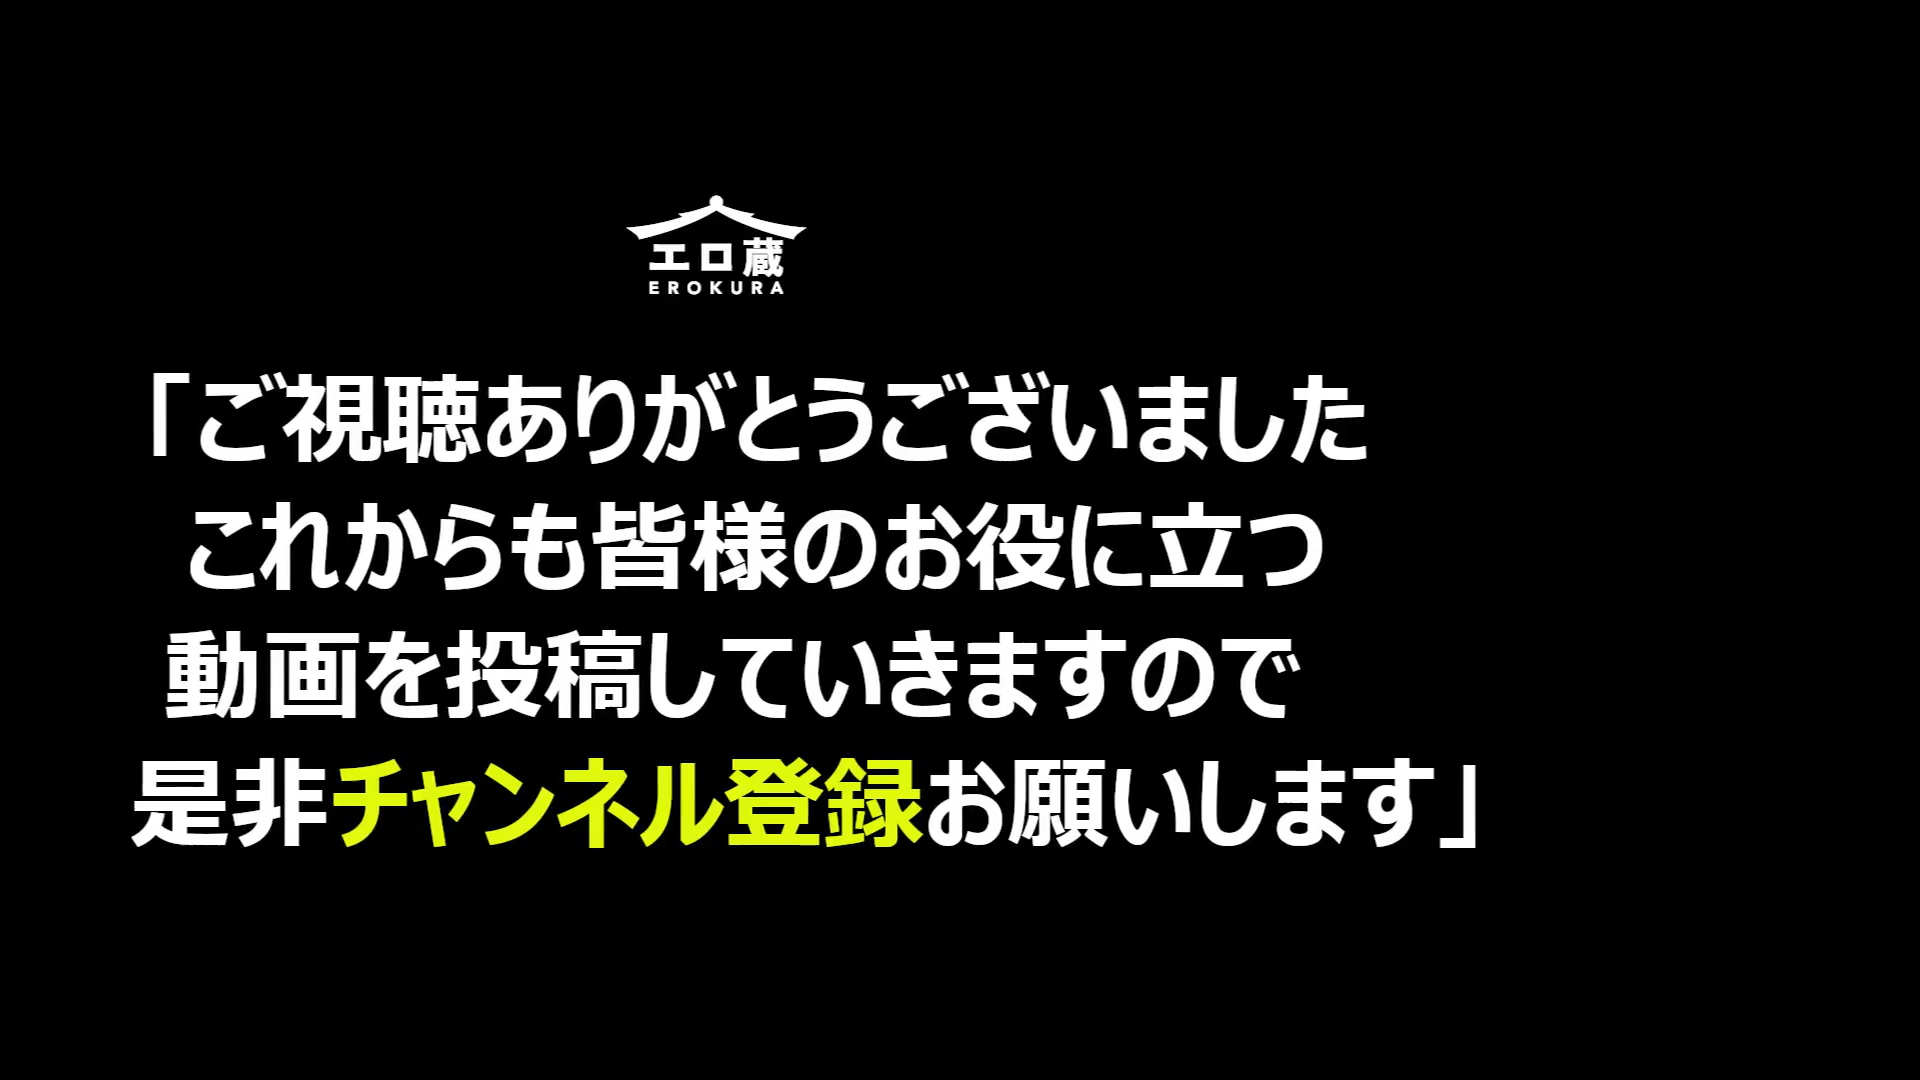 エロ蔵
EROKURA
「ご視聴ありがとうございました
これからも皆様のお役に立つ
動画を投稿していきますので
是非チャンネル登録お願いします」